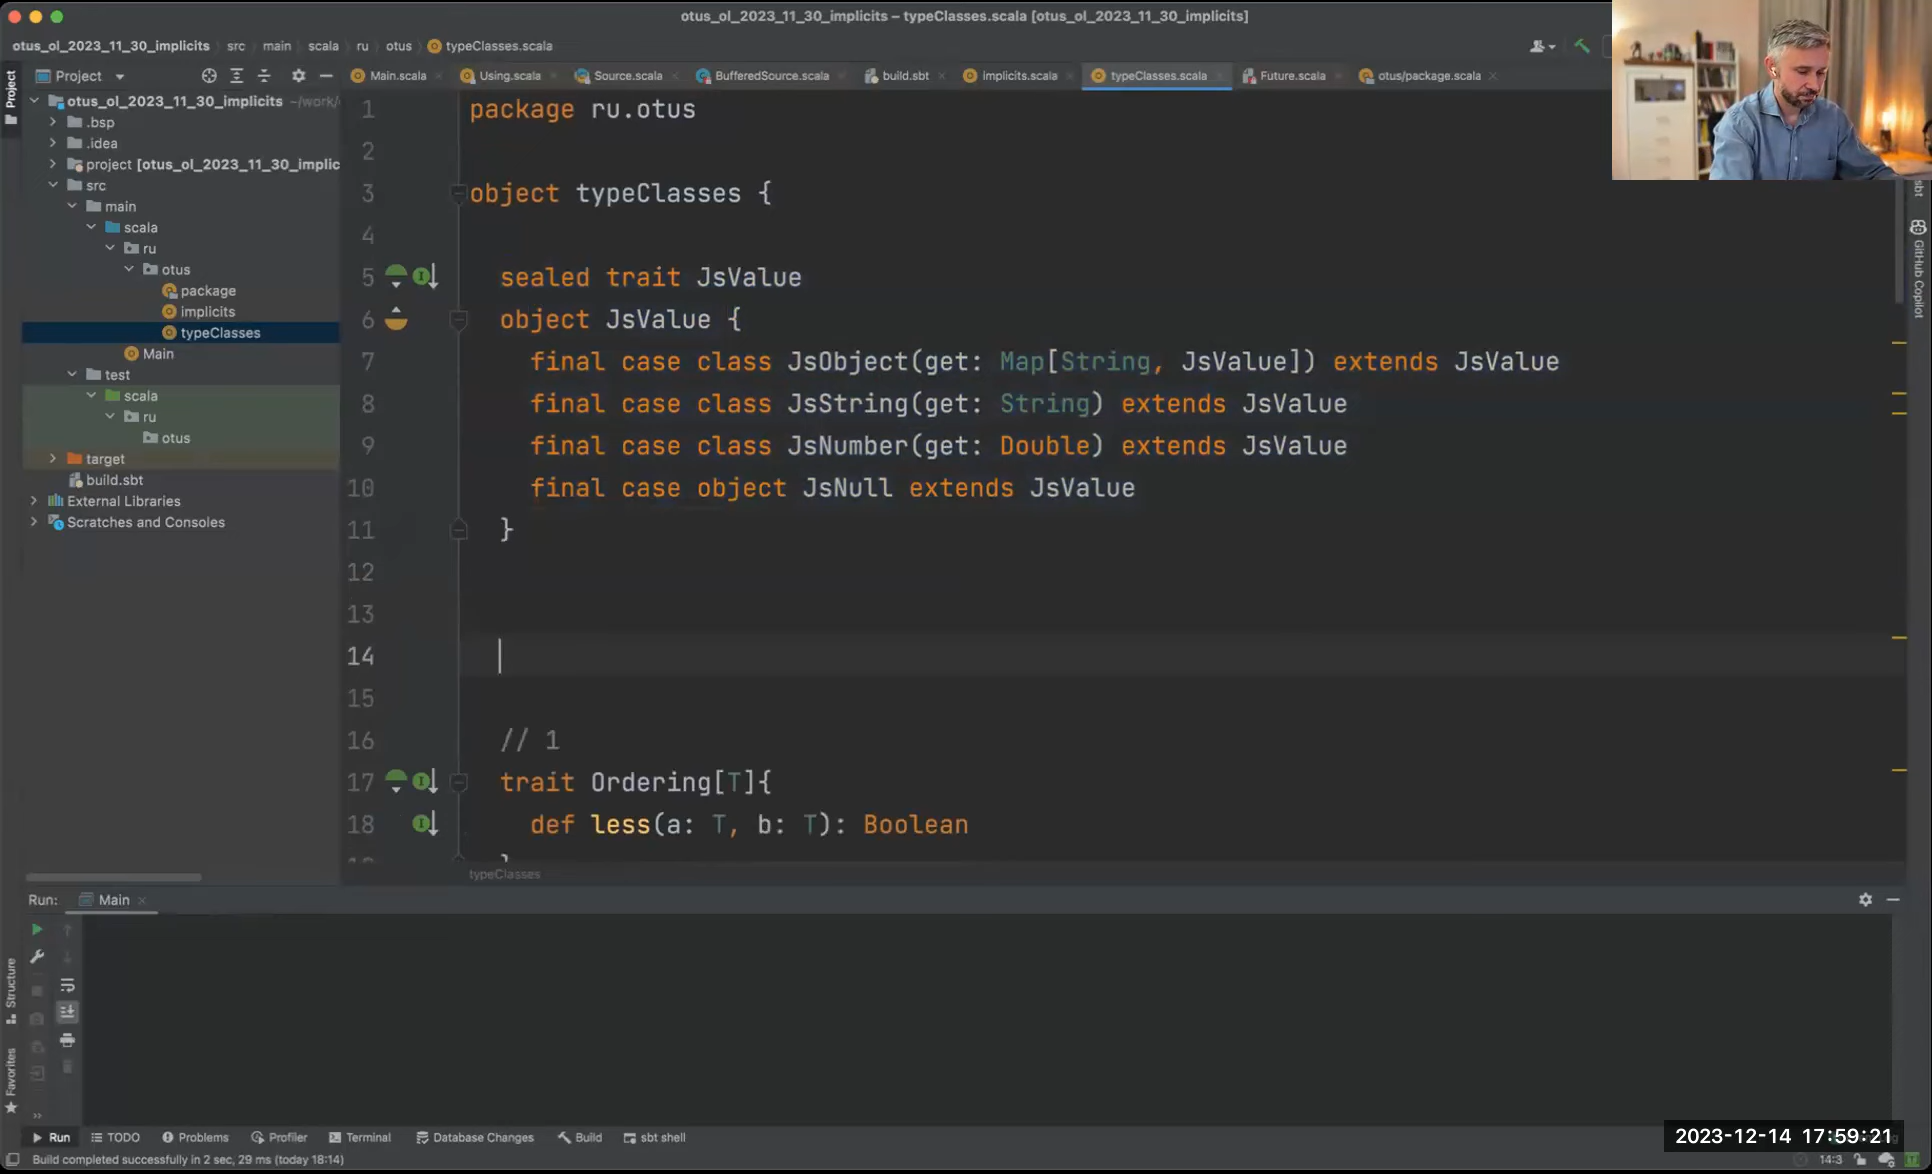 otus_ol_2023_11_30_implicits – typeClasses.scala [otus_ol_2023_11_30_implicits]
otus_ol_2023_11_30_implicits src main scala ru otus typeClasses.scala
Project
Main.scala Using.scala Source.scala BufferedSource.scala build.sbt implicits.scala typeClasses.scala Future.scala otus/package.scala
Project
otus_ol_2023_11_30_implicits ~/work/
.bsp
.idea
project [otus_ol_2023_11_30_implic
src
main
scala
ru
otus
package
implicits
typeClasses
Main
test
scala
ru
otus
target
build.sbt
External Libraries
Scratches and Consoles
1 package ru.otus
2
3 object typeClasses {
4
5 sealed trait JsValue
6 object JsValue {
7 final case class JsObject(get: Map[String, JsValue]) extends JsValue
8 final case class JsString(get: String) extends JsValue
9 final case class JsNumber(get: Double) extends JsValue
10 final case object JsNull extends JsValue
11 }
12
13
14
15
16 // 1
17 trait Ordering[T]{
18 def less(a: T, b: T): Boolean
typeClasses
sbt
GitHub Copilot
Run: Main
Structure
Favorites
Run TODO Problems Profiler Terminal Database Changes Build sbt shell
2023-12-14 17:59:21
Build completed successfully in 2 sec, 29 ms (today 18:14)
14:3